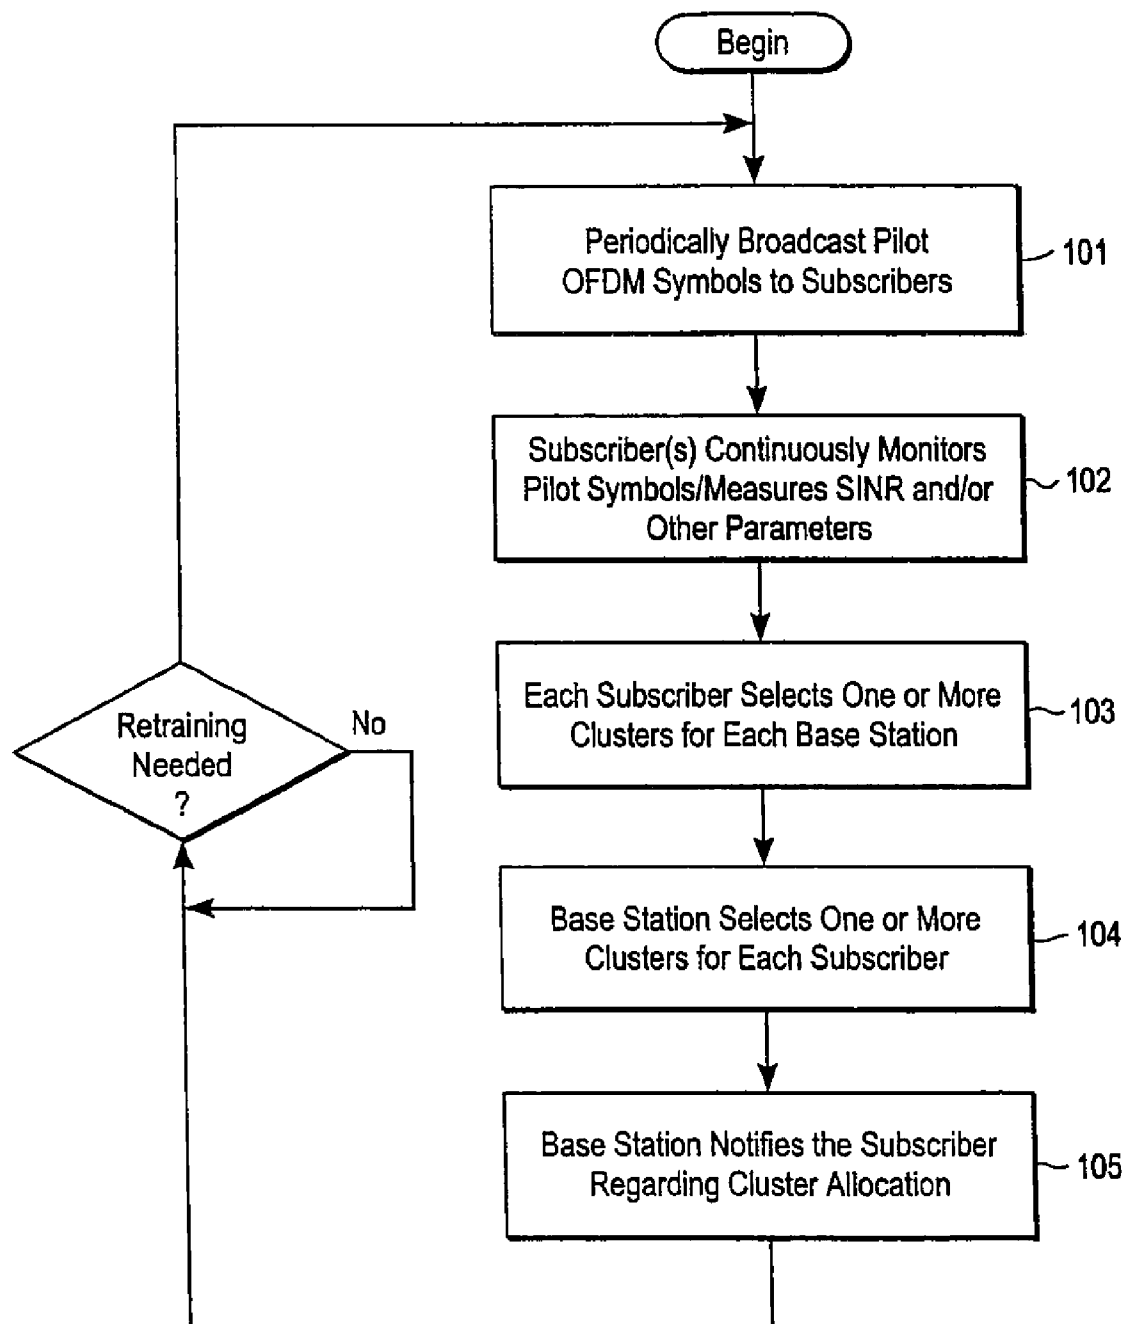 Begin
Periodically Broadcast Pilot
OFDM Symbols to Subscribers
101
Subscriber(s) Continuously Monitors
Pilot Symbols/Measures SINR and/or
Other Parameters
102
Each Subscriber Selects One or More
Clusters for Each Base Station
103
Retraining
Needed
?
No
Base Station Selects One or More
Clusters for Each Subscriber
104
Base Station Notifies the Subscriber
Regarding Cluster Allocation
105